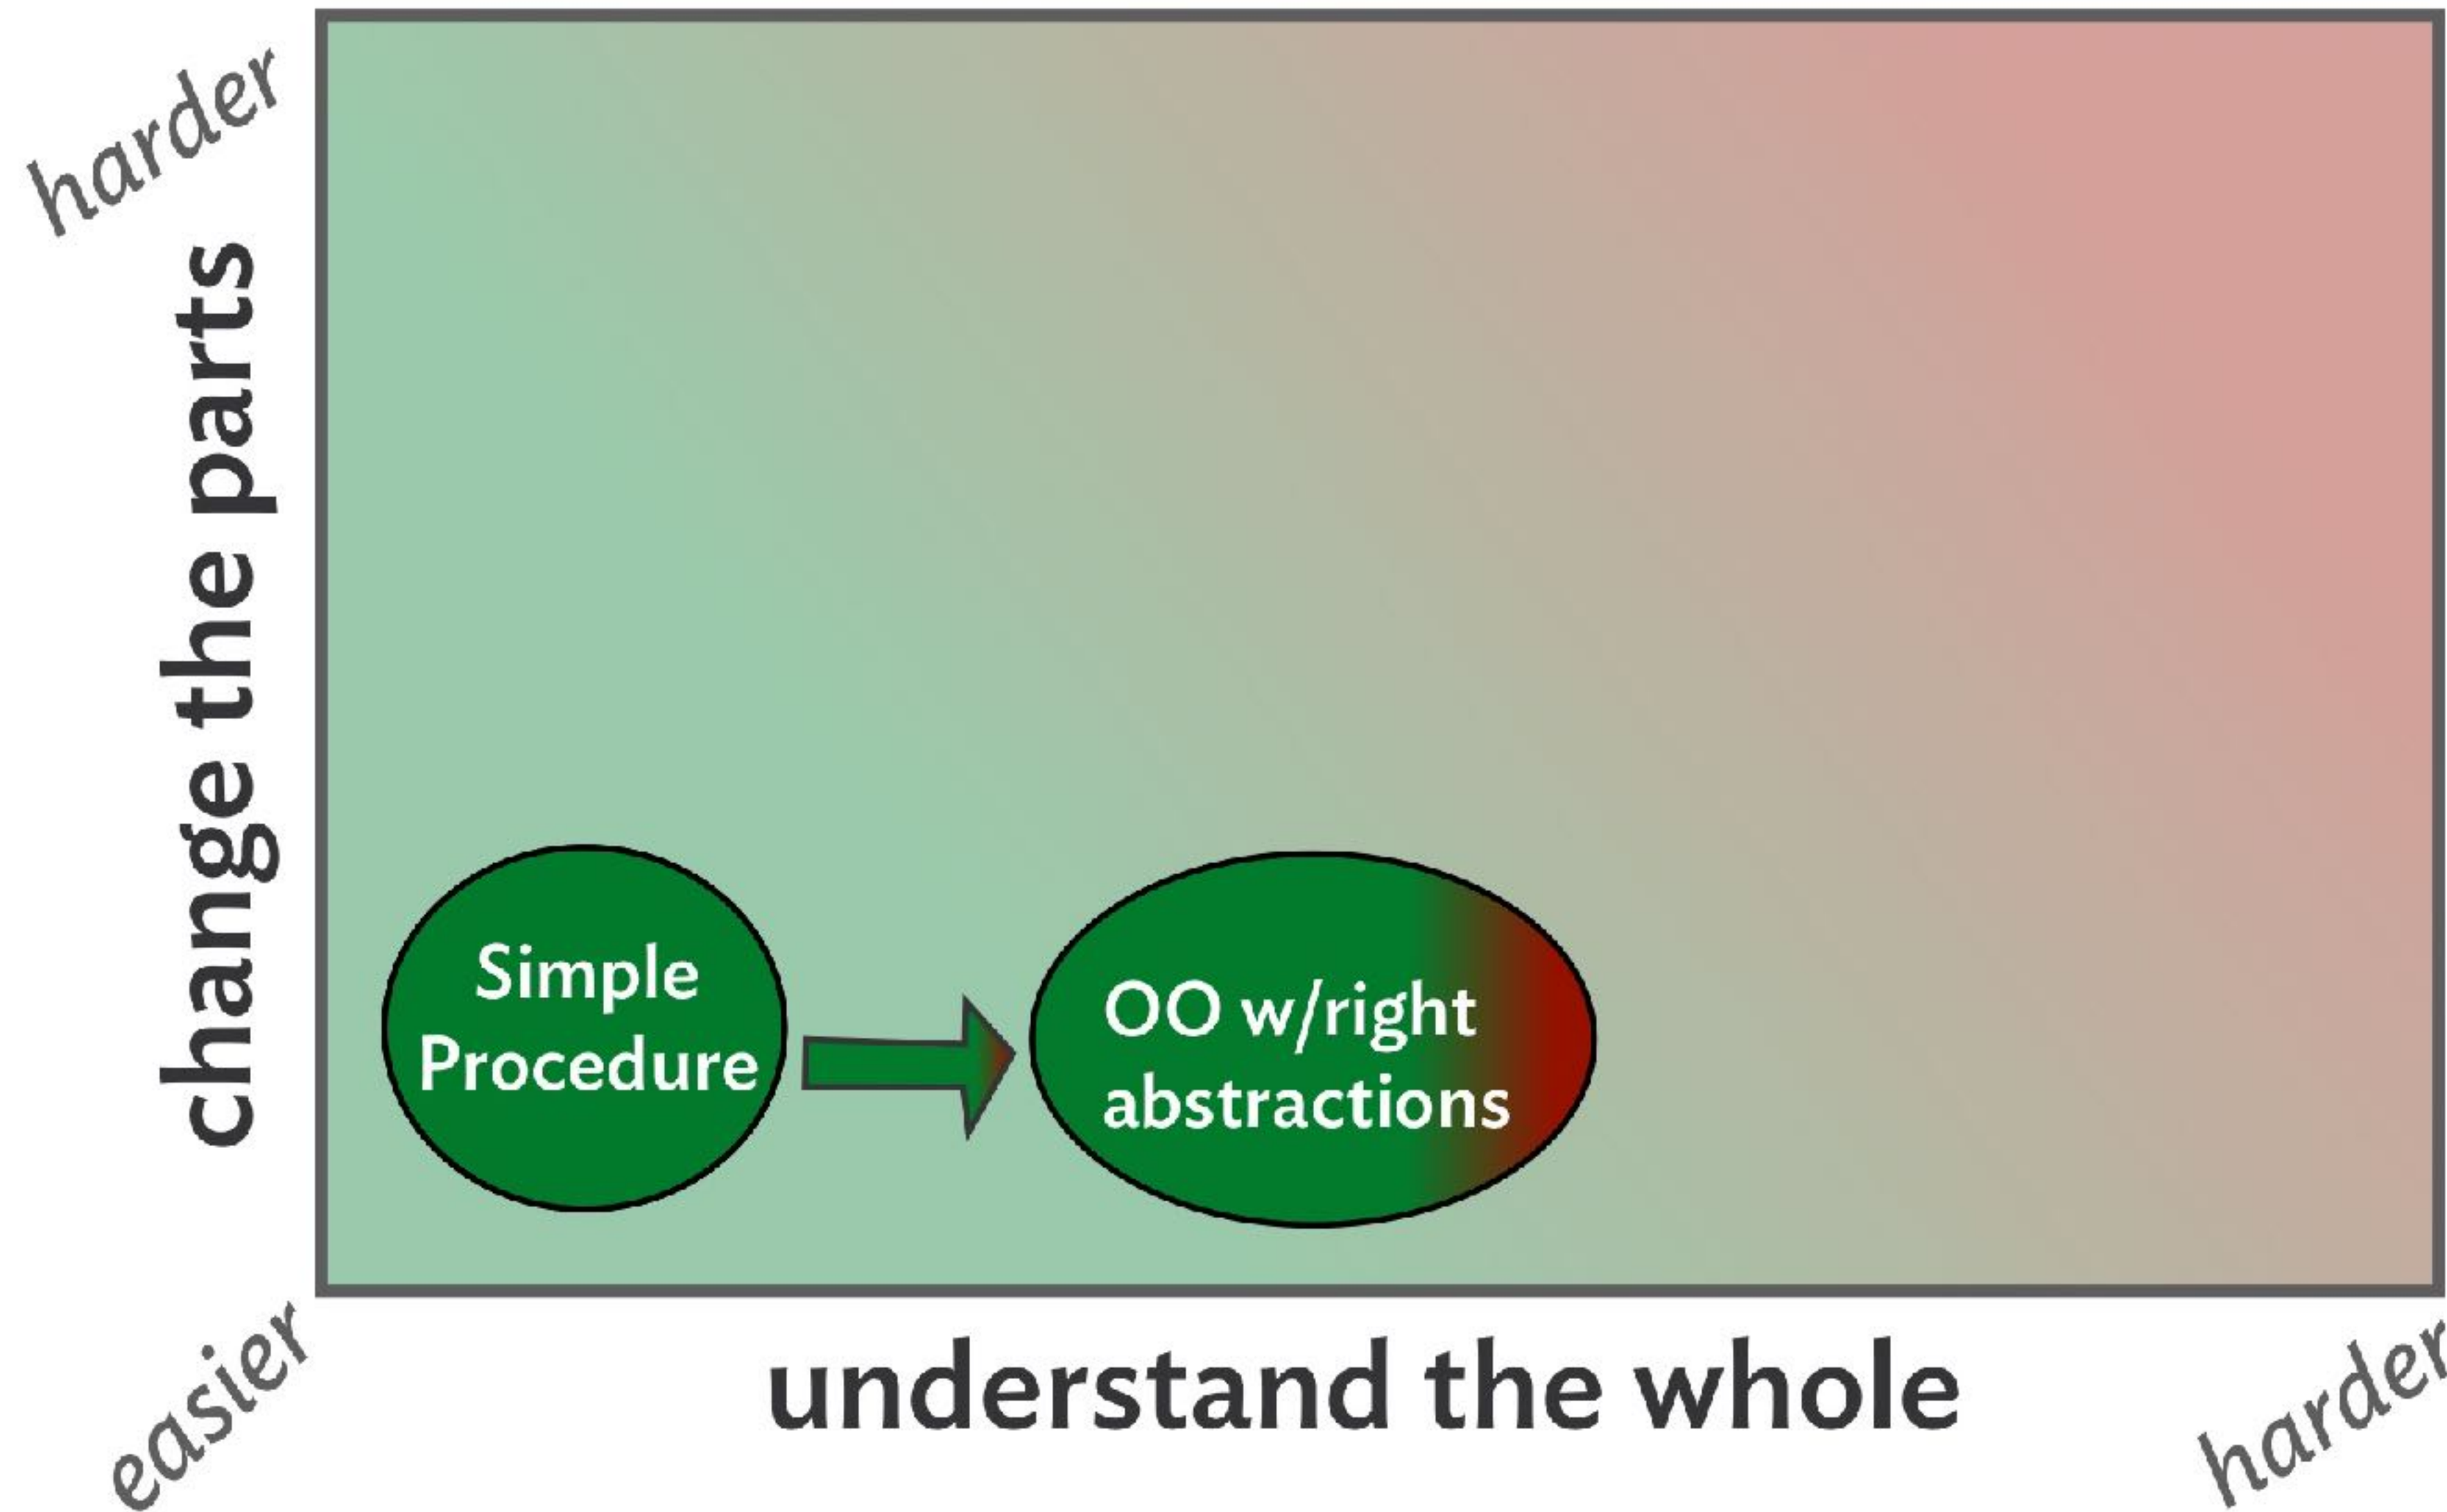 harder
change the parts
Simple
Procedure
OO w/right
abstractions
easier
understand the whole
harder